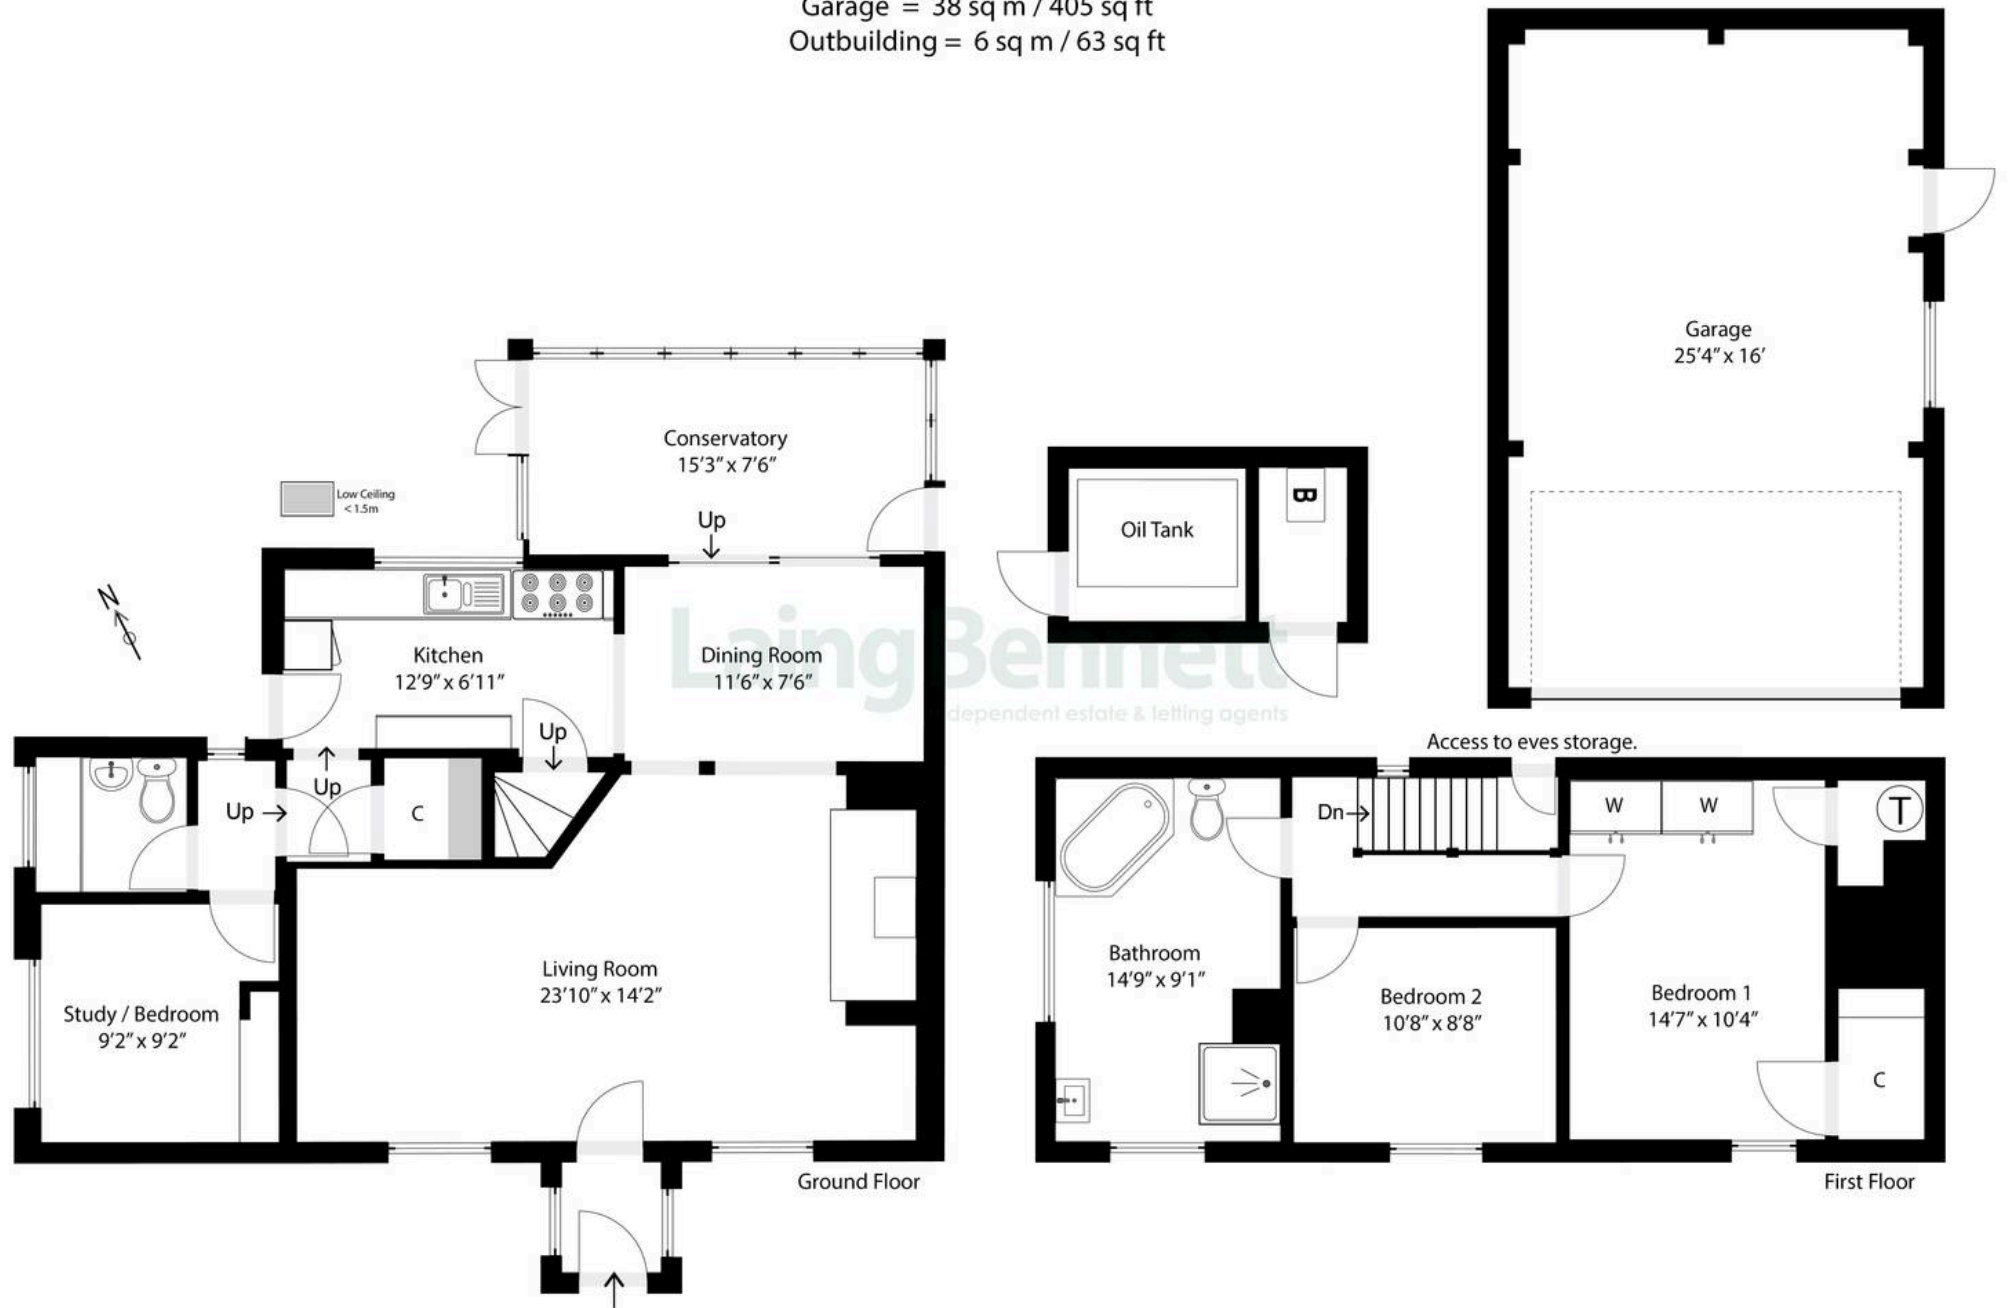 Garage = 38 sq m / 405 sq ft
Outbuilding = 6 sq m / 63 sq ft
Garage
25'4" x 16'
Conservatory
15'3" x 7'6"
Up
Low Ceiling
< 1.5m
Oil Tank
B
N
Kitchen
12'9" x 6'11"
Dining Room
11'6" x 7'6"
LaingBennett
dependent estate & letting agents
Up
Up
Up
C
Living Room
23'10" x 14'2"
Study / Bedroom
9'2" x 9'2"
Ground Floor
Access to eves storage.
Dn
W
W
T
Bathroom
14'9" x 9'1"
Bedroom 2
10'8" x 8'8"
Bedroom 1
14'7" x 10'4"
C
First Floor